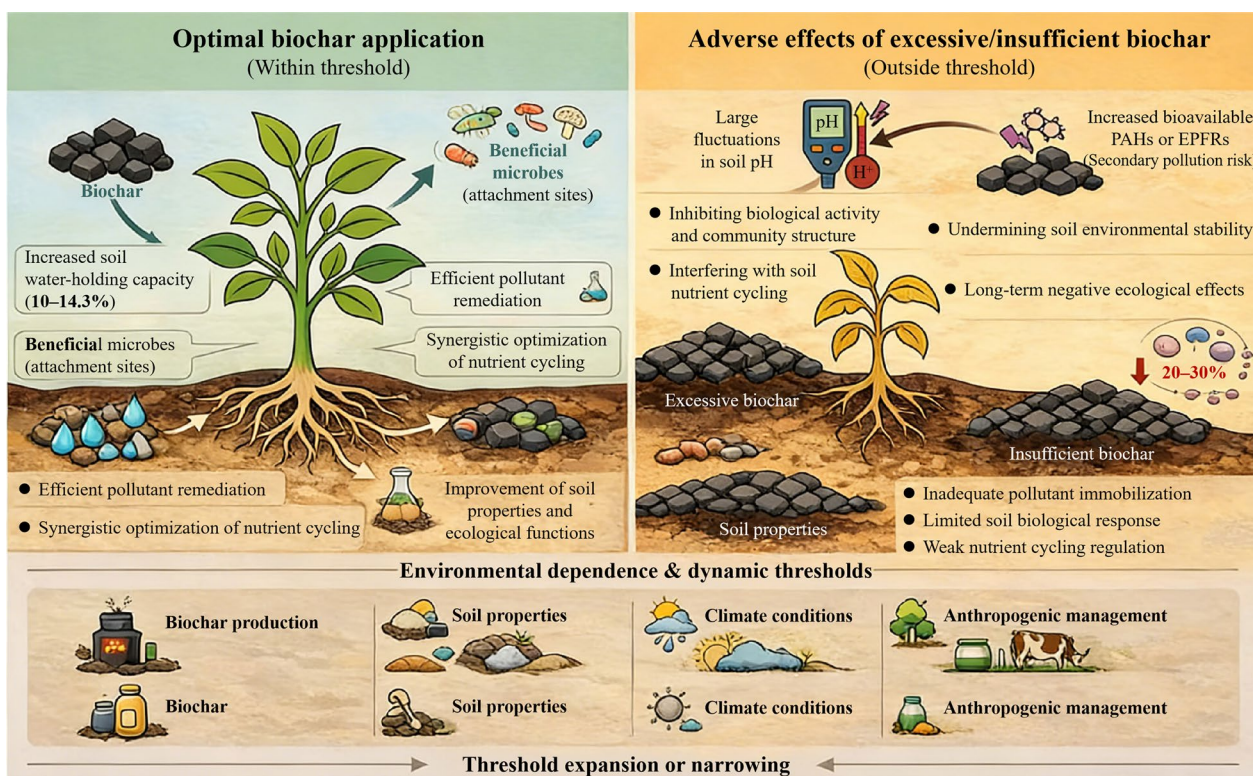 Optimal biochar application
(Within threshold)
Biochar
Beneficial
microbes
(attachment sites)
Increased soil
water-holding capacity
(10–14.3%)
Efficient pollutant
remediation
Beneficial microbes
(attachment sites)
Synergistic optimization
of nutrient cycling
Efficient pollutant remediation
Synergistic optimization of nutrient cycling
Improvement of soil
properties and
ecological functions
Adverse effects of excessive/insufficient biochar
(Outside threshold)
Large
fluctuations
in soil pH
pH
H+
Increased bioavailable
PAHs or EPFRs
(Secondary pollution risk)
Inhibiting biological activity
and community structure
Undermining soil environmental stability
Interfering with soil
nutrient cycling
Long-term negative ecological effects
20–30%
Excessive biochar
Insufficient biochar
Soil properties
Inadequate pollutant immobilization
Limited soil biological response
Weak nutrient cycling regulation
Environmental dependence & dynamic thresholds
Biochar production
Soil properties
Climate conditions
Anthropogenic management
Biochar
Soil properties
Climate conditions
Anthropogenic management
Threshold expansion or narrowing